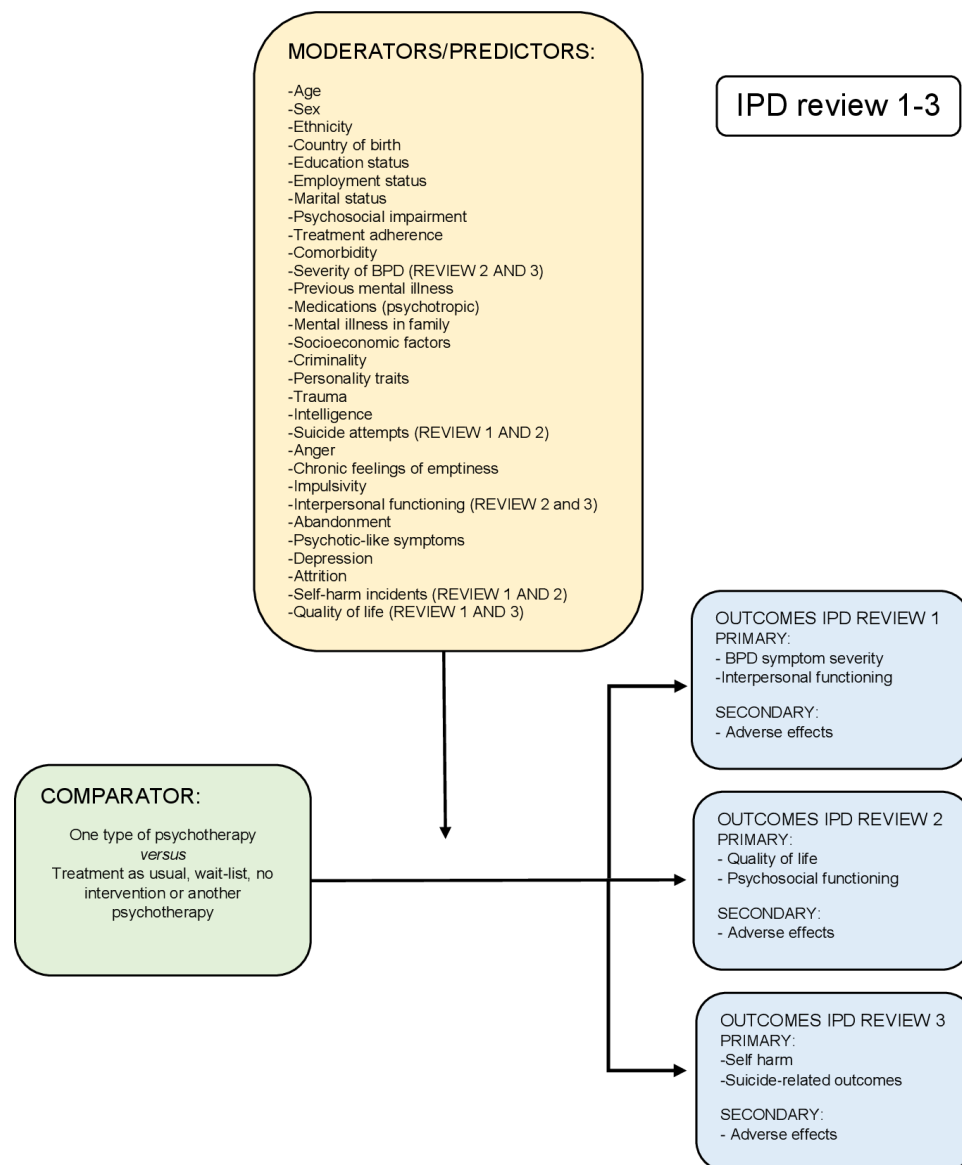 MODERATORS/PREDICTORS:
-Age
-Sex
-Ethnicity
-Country of birth
-Education status
-Employment status
-Marital status
-Psychosocial impairment
-Treatment adherence
-Comorbidity
-Severity of BPD (REVIEW 2 AND 3)
-Previous mental illness
-Medications (psychotropic)
-Mental illness in family
-Socioeconomic factors
-Criminality
-Personality traits
-Trauma
-Intelligence
-Suicide attempts (REVIEW 1 AND 2)
-Anger
-Chronic feelings of emptiness
-Impulsivity
-Interpersonal functioning (REVIEW 2 and 3)
-Abandonment
-Psychotic-like symptoms
-Depression
-Attrition
-Self-harm incidents (REVIEW 1 AND 2)
-Quality of life (REVIEW 1 AND 3)
IPD review 1-3
COMPARATOR:
One type of psychotherapy
versus
Treatment as usual, wait-list, no
intervention or another
psychotherapy
OUTCOMES IPD REVIEW 1
PRIMARY:
- BPD symptom severity
-Interpersonal functioning
SECONDARY:
- Adverse effects
OUTCOMES IPD REVIEW 2
PRIMARY:
- Quality of life
- Psychosocial functioning
SECONDARY:
- Adverse effects
OUTCOMES IPD REVIEW 3
PRIMARY:
-Self harm
-Suicide-related outcomes
SECONDARY:
- Adverse effects